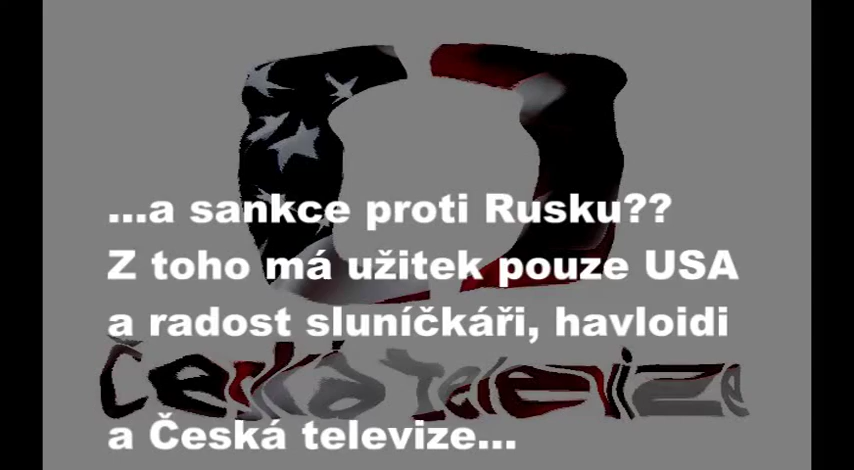 ...a sankce proti Rusku??
Z toho má užitek pouze USA
a radost sluníčkáři, havloidi
Česká televize
a Česká televize...